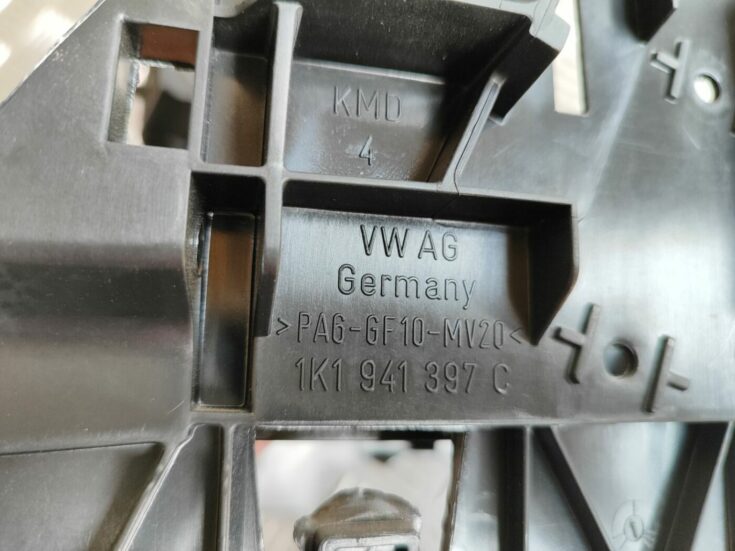 KMD
4
VW AG
Germany
>PA6-GF10-MV20<
1K1 941 397 C